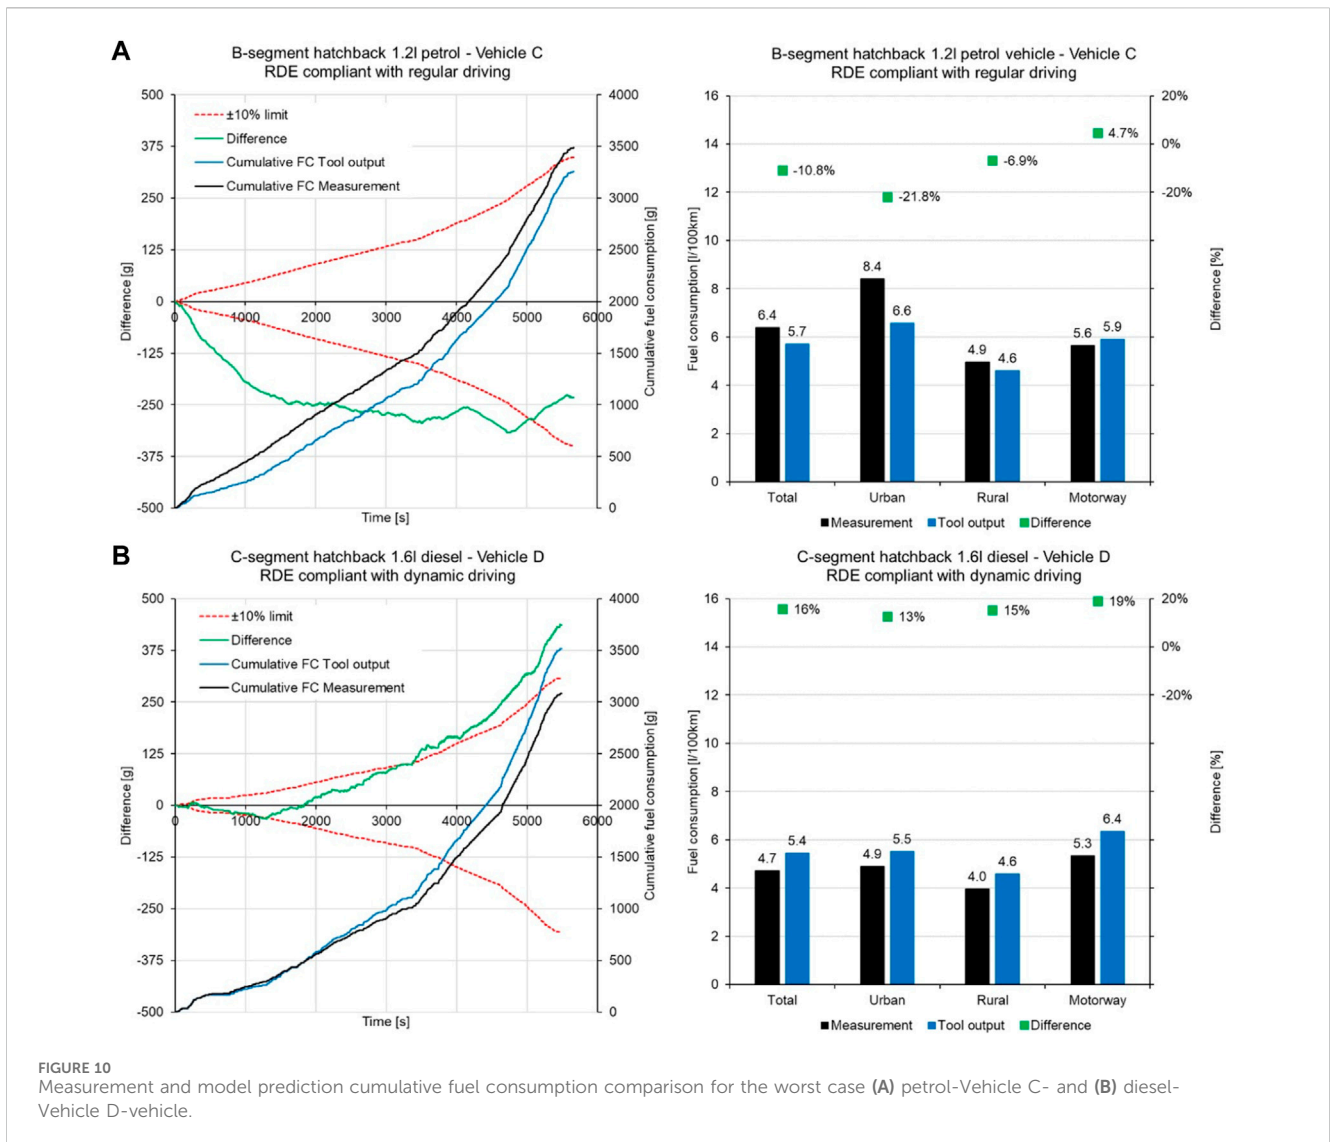 A
B-segment hatchback 1.2l petrol - Vehicle C
RDE compliant with regular driving
500
375
250
125
0
-125
-250
-375
-500
Difference [g]
±10% limit
Difference
Cumulative FC Tool output
Cumulative FC Measurement
0
1000
2000
3000
4000
5000
6000
Time [s]
4000
3500
3000
2500
2000
1500
1000
500
0
Cumulative fuel consumption [g]
B-segment hatchback 1.2l petrol vehicle - Vehicle C
RDE compliant with regular driving
16
14
12
10
8
6
4
2
0
Fuel consumption [l/100km]
-10.8%
-21.8%
-6.9%
4.7%
6.4
5.7
8.4
6.6
4.9
4.6
5.6
5.9
20%
0%
-20%
Difference [%]
Total
Urban
Rural
Motorway
Measurement
Tool output
Difference
B
C-segment hatchback 1.6l diesel - Vehicle D
RDE compliant with dynamic driving
500
375
250
125
0
-125
-250
-375
-500
Difference [g]
±10% limit
Difference
Cumulative FC Tool output
Cumulative FC Measurement
0
1000
2000
3000
4000
5000
6000
Time [s]
4000
3500
3000
2500
2000
1500
1000
500
0
Cumulative fuel consumption [g]
C-segment hatchback 1.6l diesel - Vehicle D
RDE compliant with dynamic driving
16
14
12
10
8
6
4
2
0
Fuel consumption [l/100km]
16%
13%
15%
19%
4.7
5.4
4.9
5.5
4.0
4.6
5.3
6.4
20%
0%
-20%
Difference [%]
Total
Urban
Rural
Motorway
Measurement
Tool output
Difference
FIGURE 10
Measurement and model prediction cumulative fuel consumption comparison for the worst case (A) petrol-Vehicle C- and (B) diesel-
Vehicle D-vehicle.